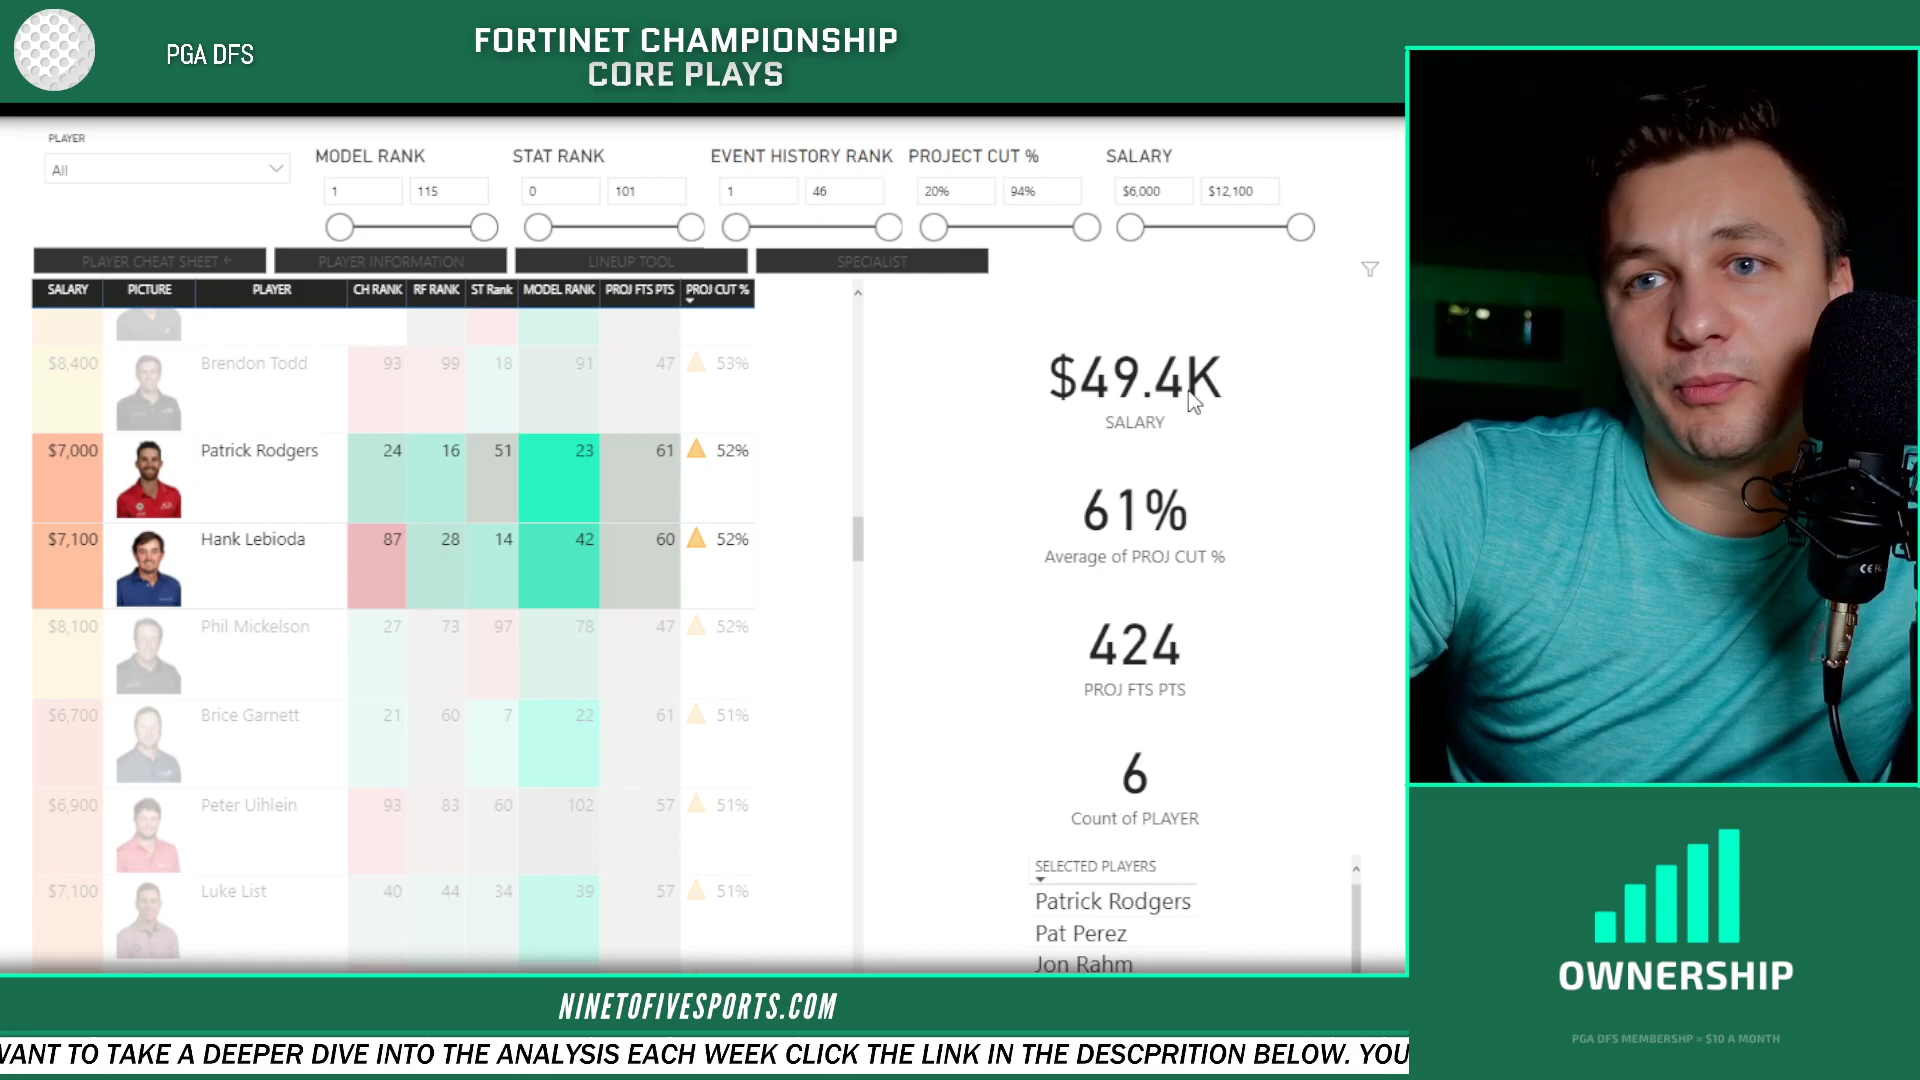 PGA DFS
FORTINET CHAMPIONSHIP
CORE PLAYS
PLAYER
All
MODEL RANK
1 115
STAT RANK
0 101
EVENT HISTORY RANK
1 46
PROJECT CUT %
20% 94%
SALARY
$6,000 $12,100
PLAYER CHEAT SHEET PLAYER INFORMATION LINEUP TOOL SPECIALIST
SALARY PICTURE PLAYER CH RANK RF RANK ST Rank MODEL RANK PROJ FTS PTS PROJ CUT %
$8,400 Brendon Todd 93 99 18 91 47 53%
$7,000 Patrick Rodgers 24 16 51 23 61 52%
$7,100 Hank Lebioda 87 28 14 42 60 52%
$8,100 Phil Mickelson 27 73 97 78 47 52%
$6,700 Brice Garnett 21 60 7 22 61 51%
$6,900 Peter Uihlein 93 83 60 102 57 51%
$7,100 Luke List 40 44 34 39 57 51%
$49.4K
SALARY
61%
Average of PROJ CUT %
424
PROJ FTS PTS
6
Count of PLAYER
SELECTED PLAYERS
Patrick Rodgers
Pat Perez
Jon Rahm
OWNERSHIP
PGA DFS MEMBERSHP = $10 A MONTH
NINETOFIVESPORTS.COM
VANT TO TAKE A DEEPER DIVE INTO THE ANALYSIS EACH WEEK CLICK THE LINK IN THE DESCPRITION BELOW. YOU